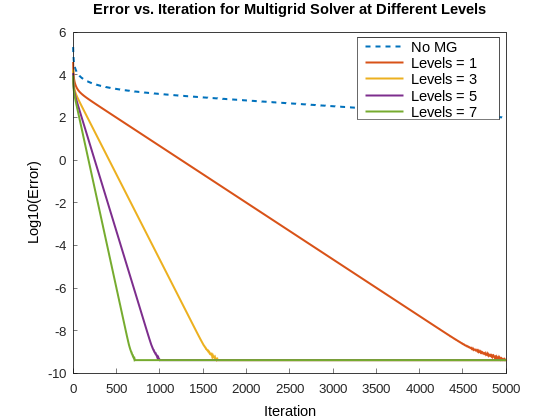 Error vs. Iteration for Multigrid Solver at Different Levels
6
4
2
0
-2
-4
-6
-8
-10
Log10(Error)
No MG
Levels = 1
Levels = 3
Levels = 5
Levels = 7
0 500 1000 1500 2000 2500 3000 3500 4000 4500 5000
Iteration